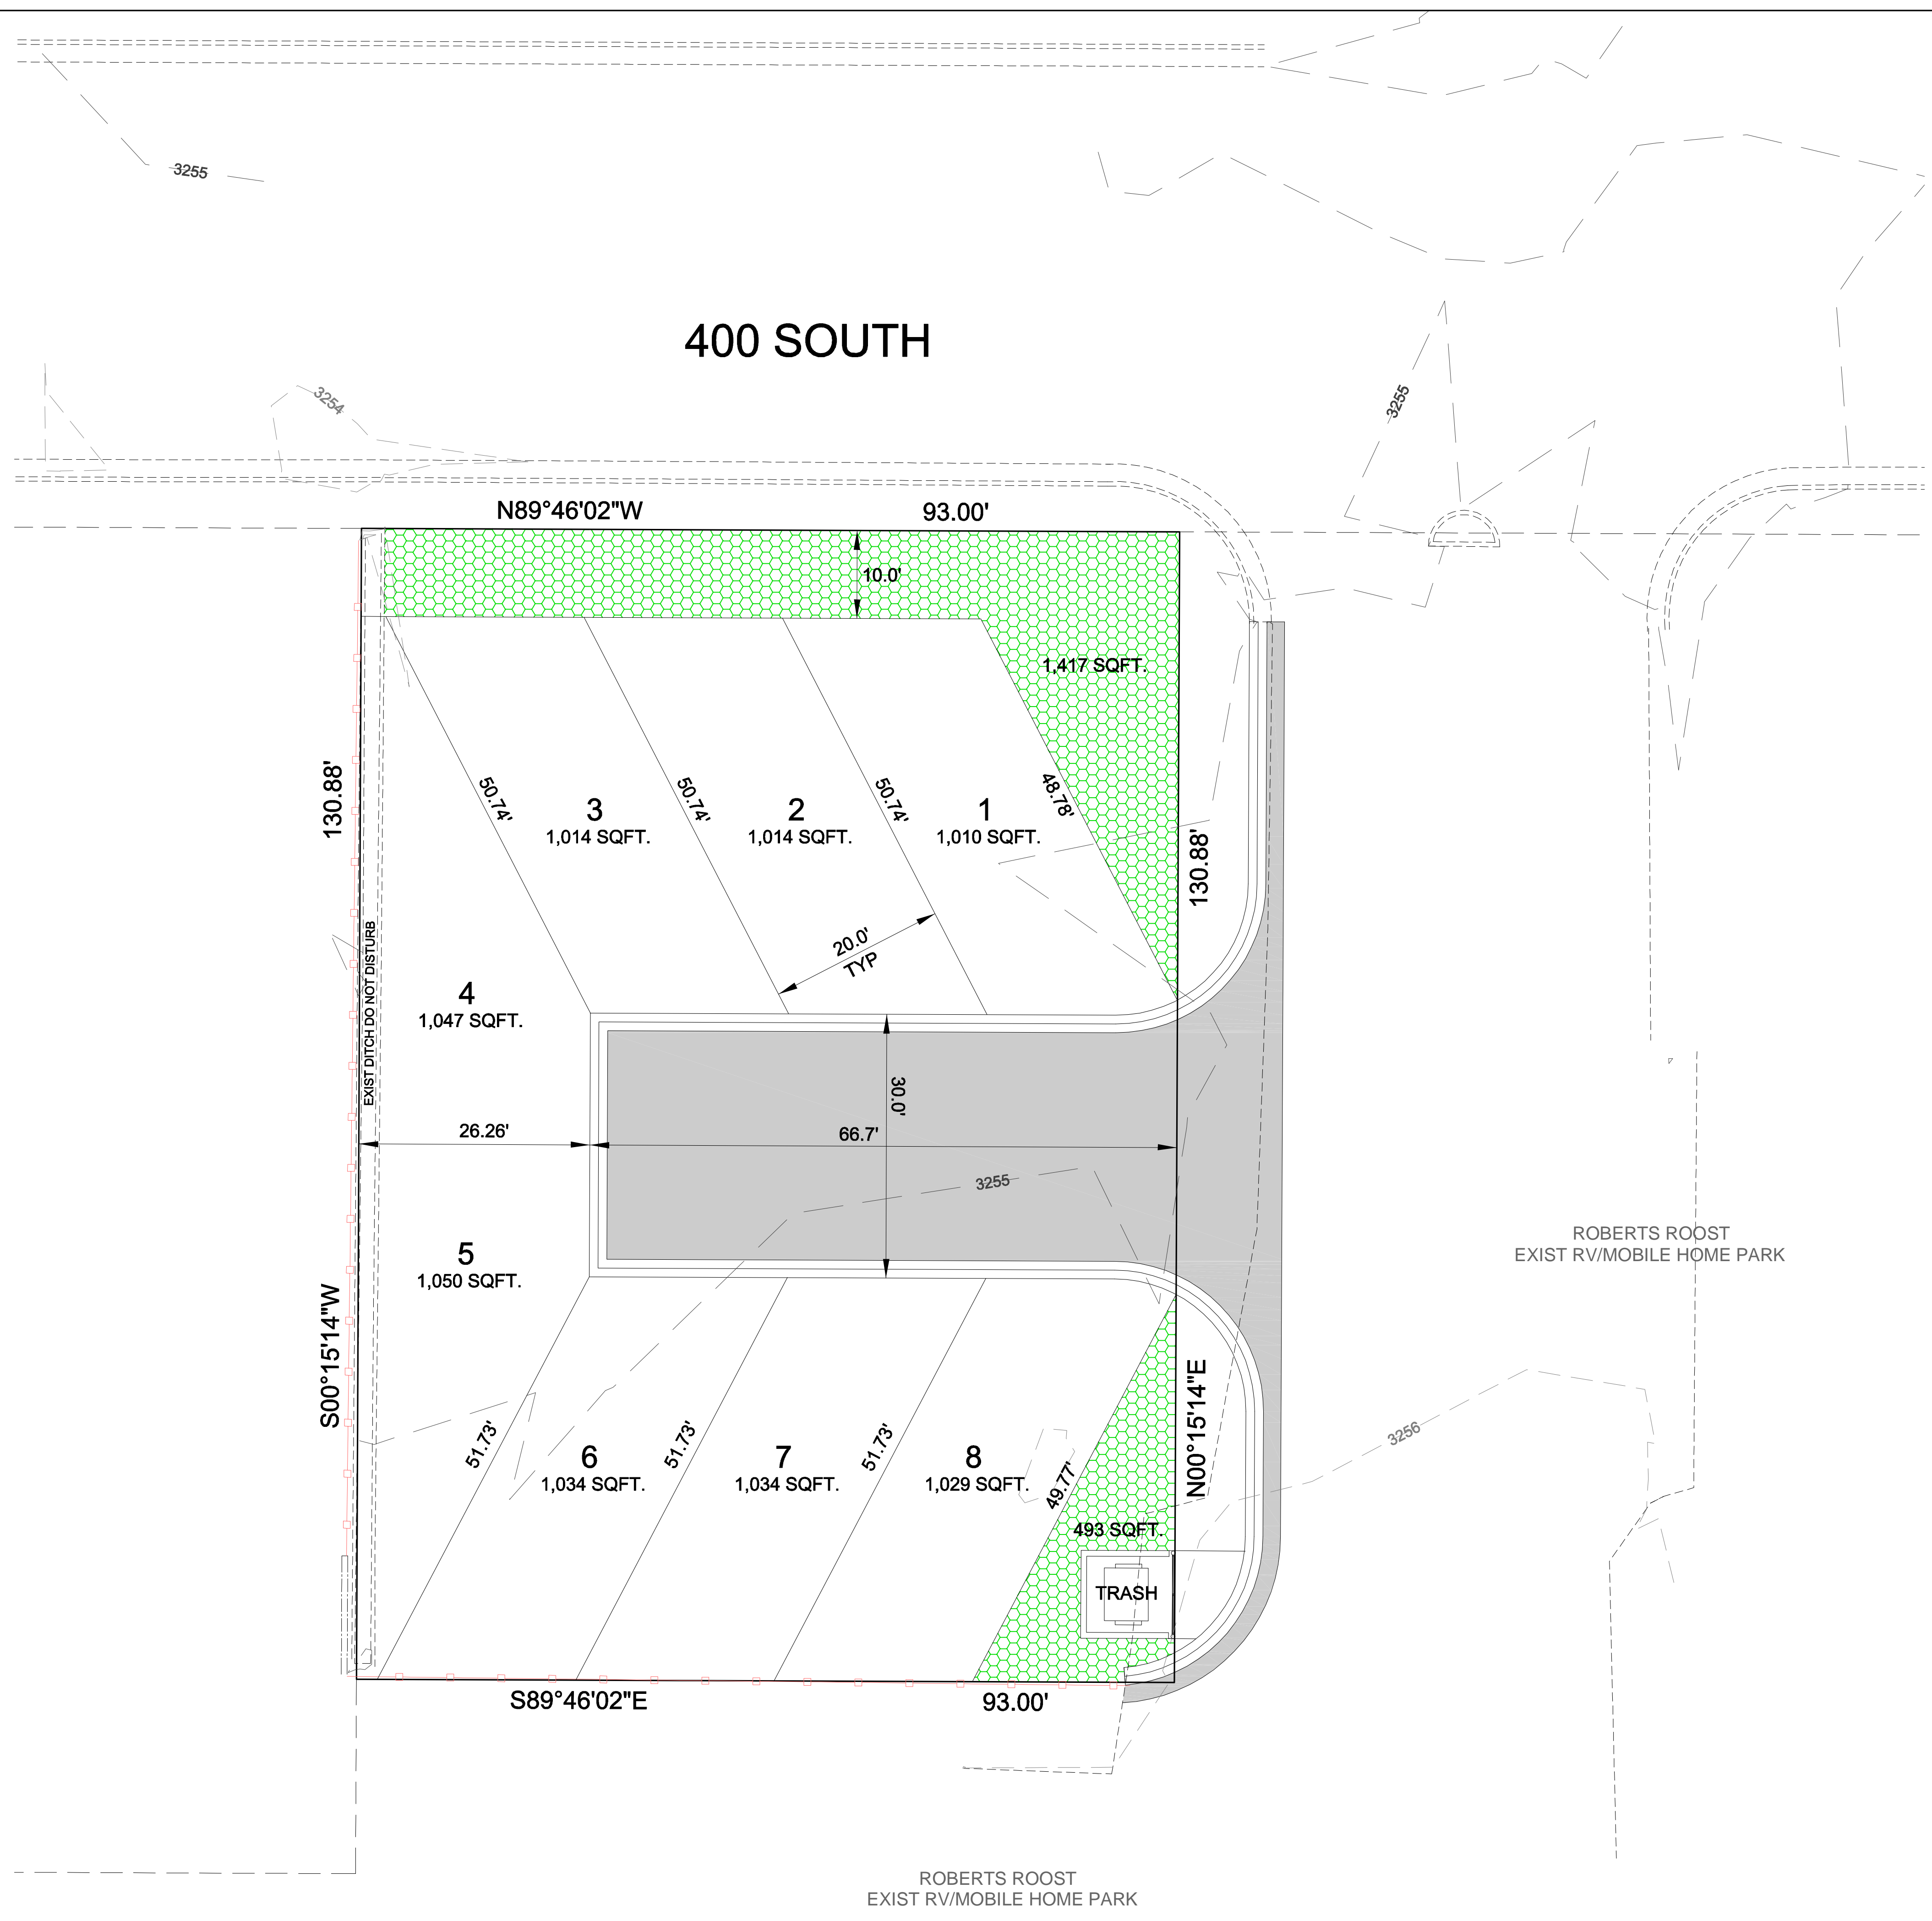 3255
400 SOUTH
3254
3255
N89°46'02"W
93.00'
10.0'
1,417 SQFT.
130.88'
50.74'
50.74'
50.74'
48.78'
3
1,014 SQFT.
2
1,014 SQFT.
1
1,010 SQFT.
130.88'
20.0'
TYP
EXIST DITCH DO NOT DISTURB
4
1,047 SQFT.
30.0'
26.26'
66.7'
3255
ROBERTS ROOST
EXIST RV/MOBILE HOME PARK
5
1,050 SQFT.
S00°15'14"W
N00°15'14"E
3256
51.73'
51.73'
51.73'
49.77'
6
1,034 SQFT.
7
1,034 SQFT.
8
1,029 SQFT.
493 SQFT.
TRASH
S89°46'02"E
93.00'
ROBERTS ROOST
EXIST RV/MOBILE HOME PARK